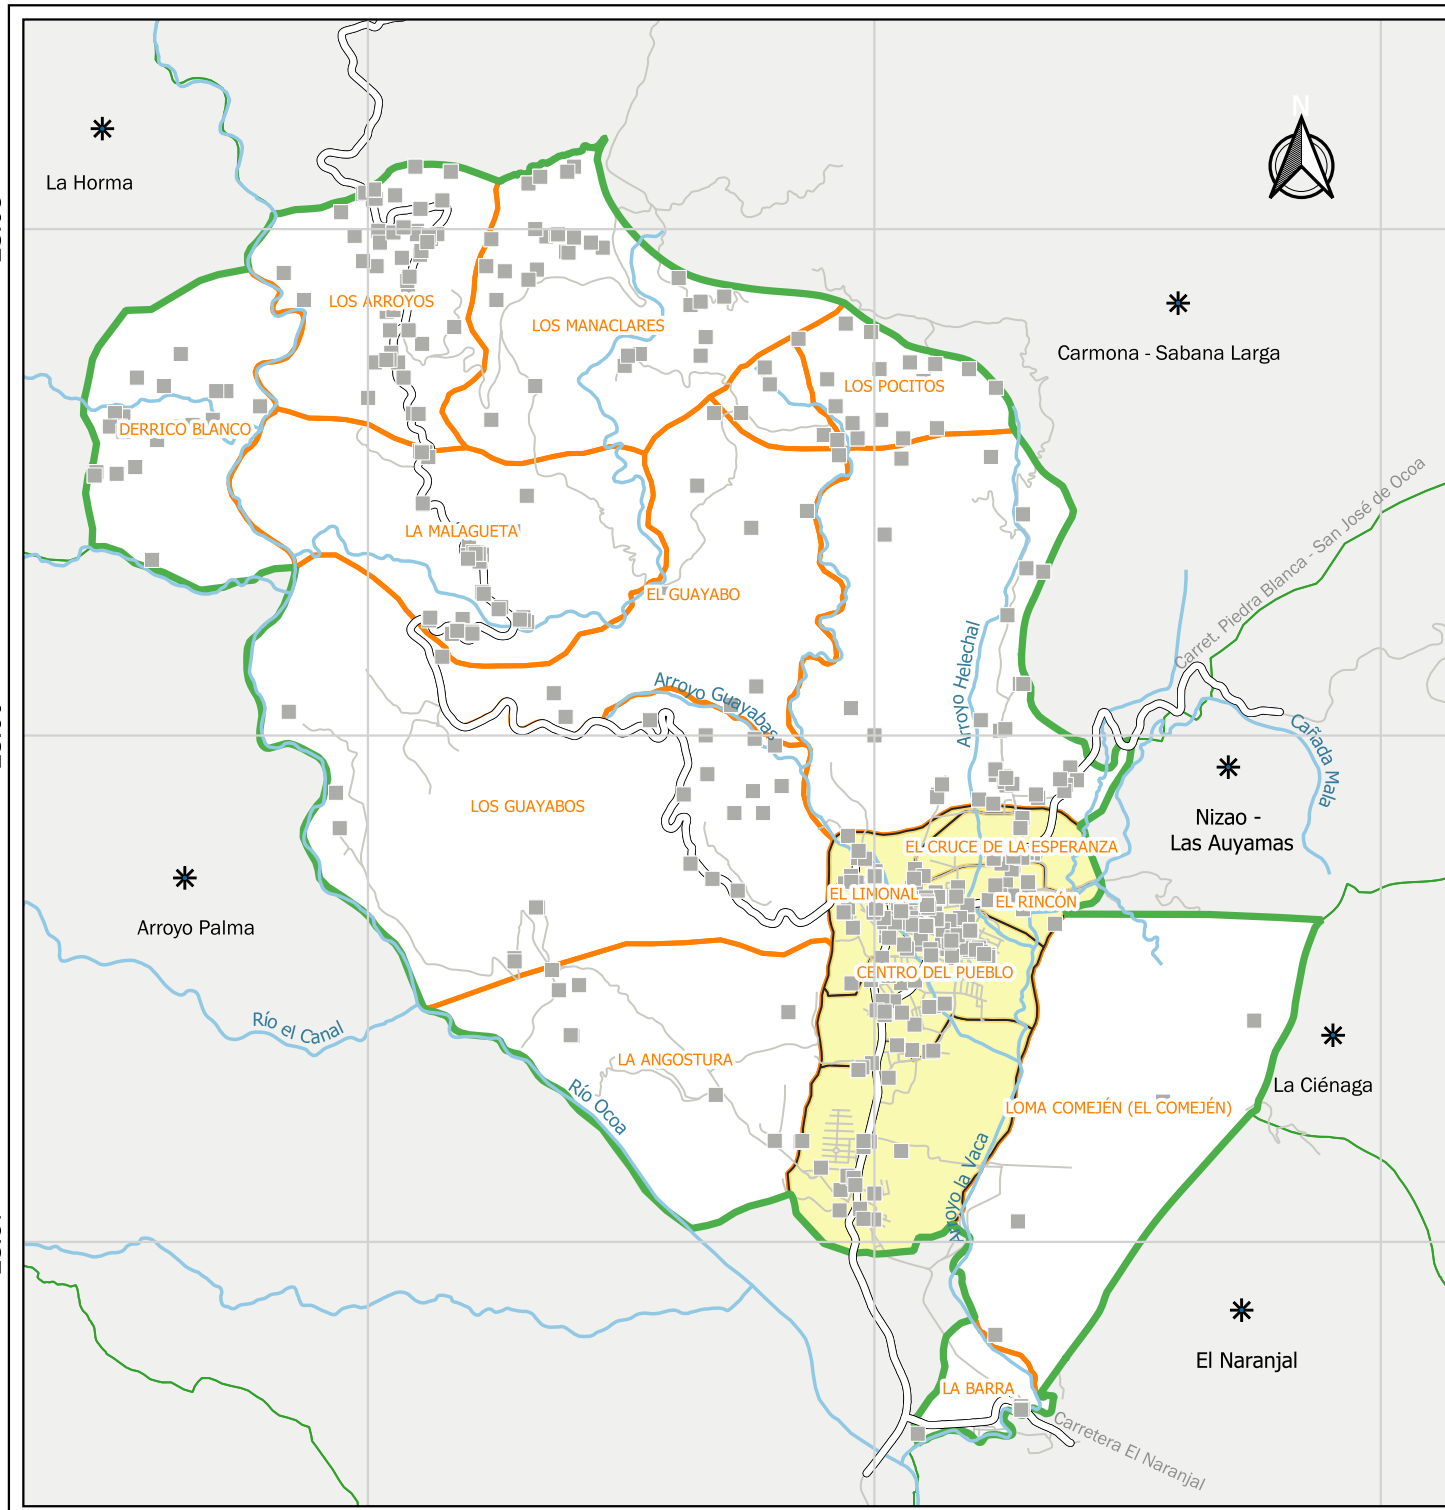 N
La Horma
LOS ARROYOS
LOS MANACLARES
Carmona - Sabana Larga
LOS POCITOS
DERRICO BLANCO
Carret. Piedra Blanca - San José de Ocoa
LA MALAGUETA
EL GUAYABO
Arroyo Helechal
Arroyo Guayabas
Cañada Mala
LOS GUAYABOS
Nizao -
Las Auyamas
EL CRUCE DE LA ESPERANZA
EL LIMONAL
EL RINCÓN
Arroyo Palma
CENTRO DEL PUEBLO
Río el Canal
LA ANGOSTURA
La Ciénaga
Río Ocoa
LOMA COMEJÉN (EL COMEJÉN)
Arroyo la Vaca
El Naranjal
LA BARRA
Carretera El Naranjal